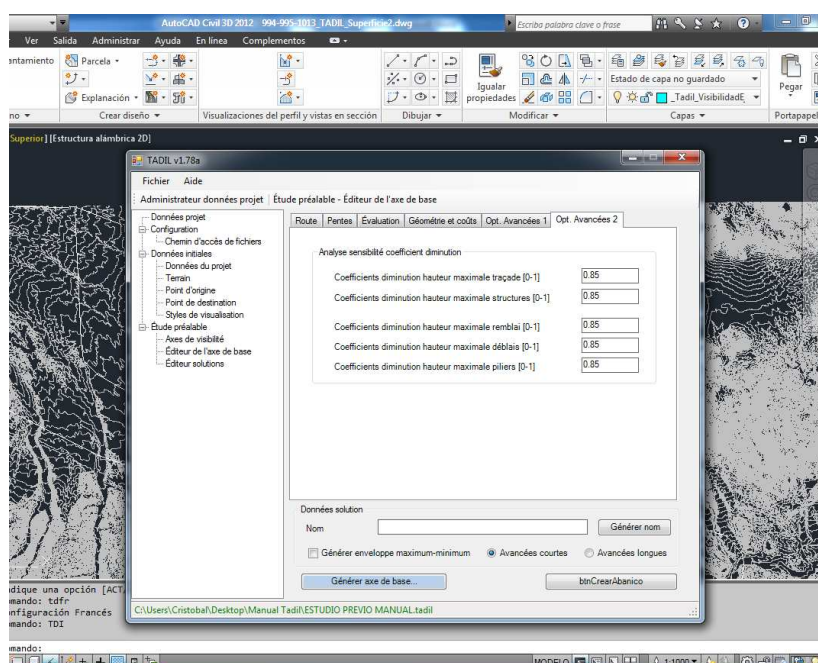 AutoCAD Civil 3D 2012 994-995-1013_TADIL_Superficie2.dwg
Escriba palabra clave o frase
Ver Salida Administrar Ayuda En línea Complementos
antamiento Parcela
Explanación
Igualar
propiedades
Estado de capa no guardado
_Tadil_VisibilidadE
Pegar
no Crear diseño Visualizaciones del perfil y vistas en sección Dibujar Modificar Capas Portapapel
Superior] [Estructura alámbrica 2D]
TADIL v1.78a
Fichier Aide
Administrateur données projet Étude préalable - Éditeur de l'axe de base
Données projet
Configuration
Chemin d'accès de fichiers
Données initiales
Données du projet
Terrain
Point d'origine
Point de destination
Styles de visualisation
Étude préalable
Axes de visibilité
Éditeur de l'axe de base
Éditeur solutions
Route Pentes Évaluation Géométrie et coûts Opt. Avancées 1 Opt. Avancées 2
Analyse sensibilité coefficient diminution
Coefficients diminution hauteur maximale traçade [0-1] 0.85
Coefficients diminution hauteur maximale structures [0-1] 0.85
Coefficients diminution hauteur maximale remblai [0-1] 0.85
Coefficients diminution hauteur maximale déblais [0-1] 0.85
Coefficients diminution hauteur maximale piliers [0-1] 0.85
Données solution
Nom Générer nom
Générer enveloppe maximum-minimum Avancées courtes Avancées longues
Générer axe de base... btnCrearAbanico
C:\Users\Cristobal\Desktop\Manual Tadil\ESTUDIO PREVIO MANUAL.tadil
dique una opción [ACT
mando: tdfr
nfiguración Francés
mando: TDI
mando:
MODELO 1:1000